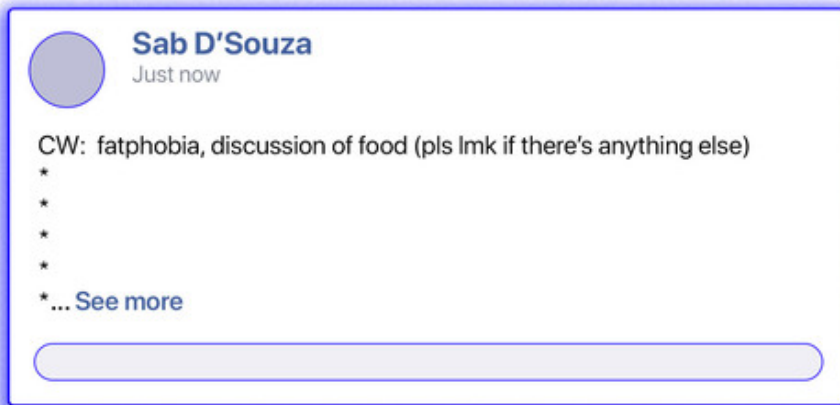 Sab D’Souza
Just now
CW: fatphobia, discussion of food (pls lmk if there’s anything else)
*
*
*
*
*... See more